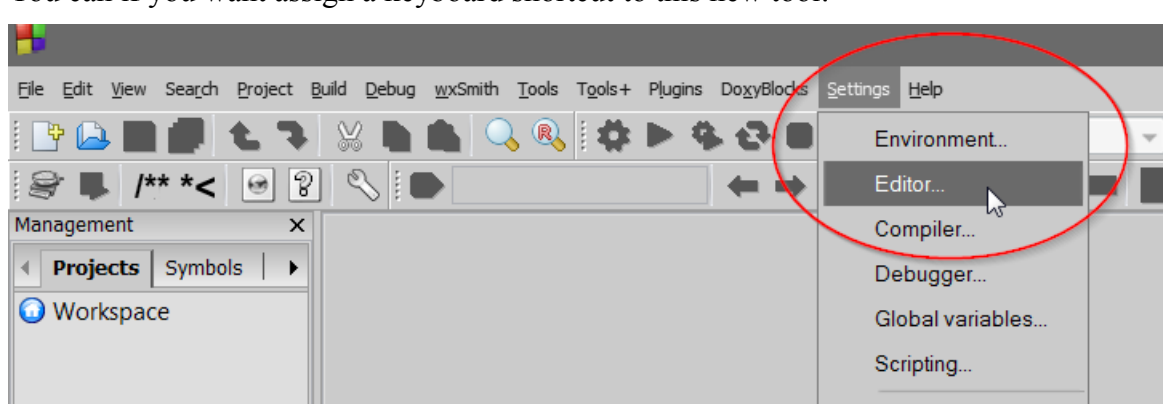 You can if you want assign a keyboard shortcut to this new tool.
File Edit View Search Project Build Debug wxSmith Tools Tools+ Plugins DoxyBlocks Settings Help
Environment...
/** *<
Editor...
Management
Compiler...
Projects Symbols
Debugger...
Workspace
Global variables...
Scripting...